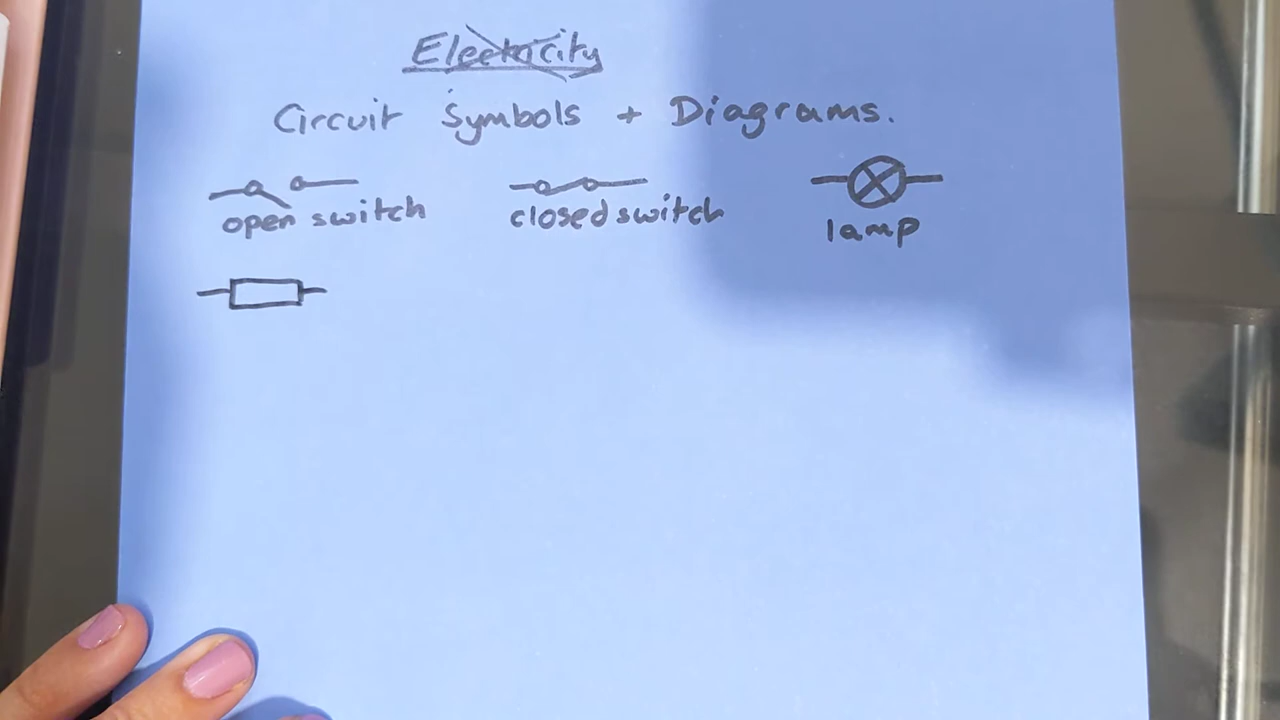 Electricity
Circuit Symbols + Diagrams.
open switch closed switch lamp